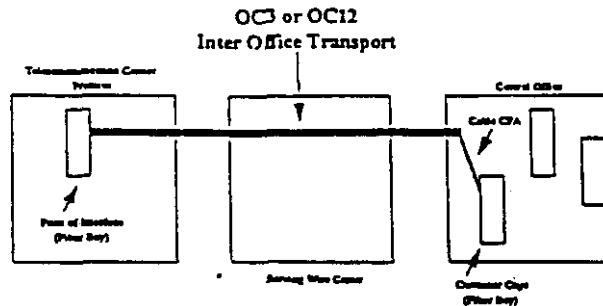 OC3 or OC12
Inter Office Transport
Telecommunications Carrier
Premises
Central Office
Cable CFA
Point of Interface
(Fiber Bay)
Serving Wire Center
Customer Cage
(Fiber Bay)